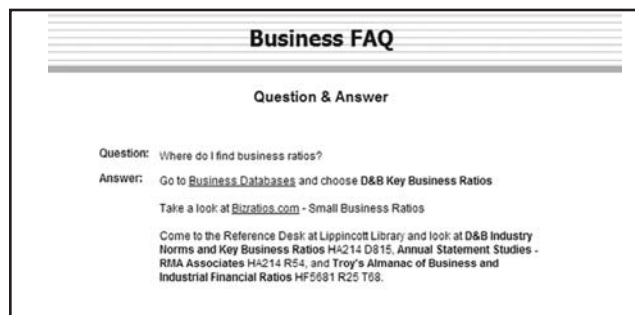 Business FAQ
Question & Answer
Question: Where do I find business ratios?
Answer: Go to Business Databases and choose D&B Key Business Ratios
Take a look at Bizratios.com - Small Business Ratios
Come to the Reference Desk at Lippincott Library and look at D&B Industry
Norms and Key Business Ratios HA214 D815, Annual Statement Studies -
RMA Associates HA214 R54, and Troy's Almanac of Business and
Industrial Financial Ratios HF5681 R25 T68.